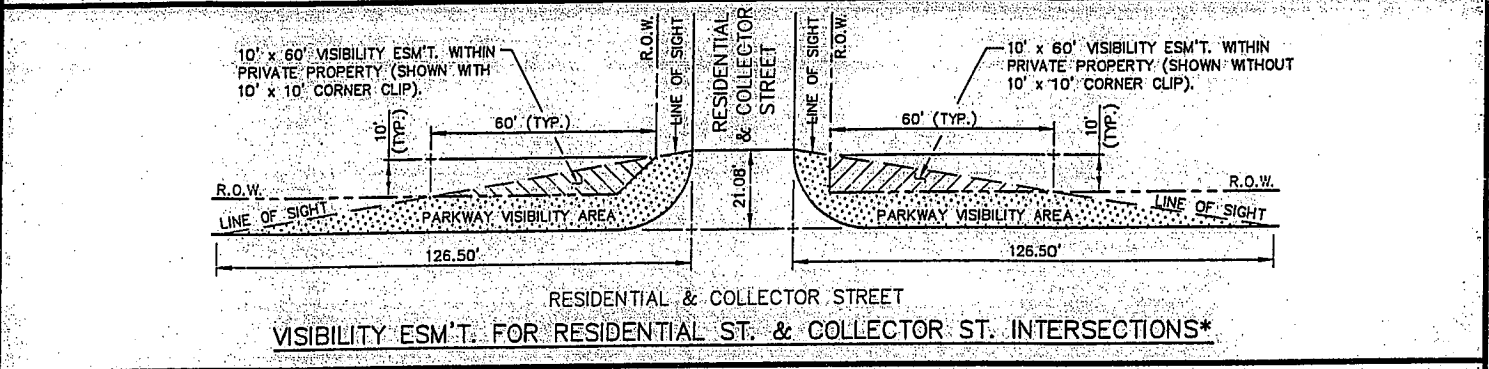 10' x 60' VISIBILITY ESM'T. WITHIN
PRIVATE PROPERTY (SHOWN WITH
10' x 10' CORNER CLIP).
R.O.W.
LINE OF SIGHT
RESIDENTIAL
& COLLECTOR
STREET
LINE OF SIGHT
R.O.W.
10' x 60' VISIBILITY ESM'T. WITHIN
PRIVATE PROPERTY (SHOWN WITHOUT
10' x 10' CORNER CLIP).
10'
(TYP.)
60' (TYP.)
60' (TYP.)
10'
(TYP.)
R.O.W.
LINE OF SIGHT
PARKWAY VISIBILITY AREA
21.08'
PARKWAY VISIBILITY AREA
R.O.W.
LINE OF SIGHT
126.50'
126.50'
RESIDENTIAL & COLLECTOR STREET
VISIBILITY ESM'T. FOR RESIDENTIAL ST. & COLLECTOR ST. INTERSECTIONS*